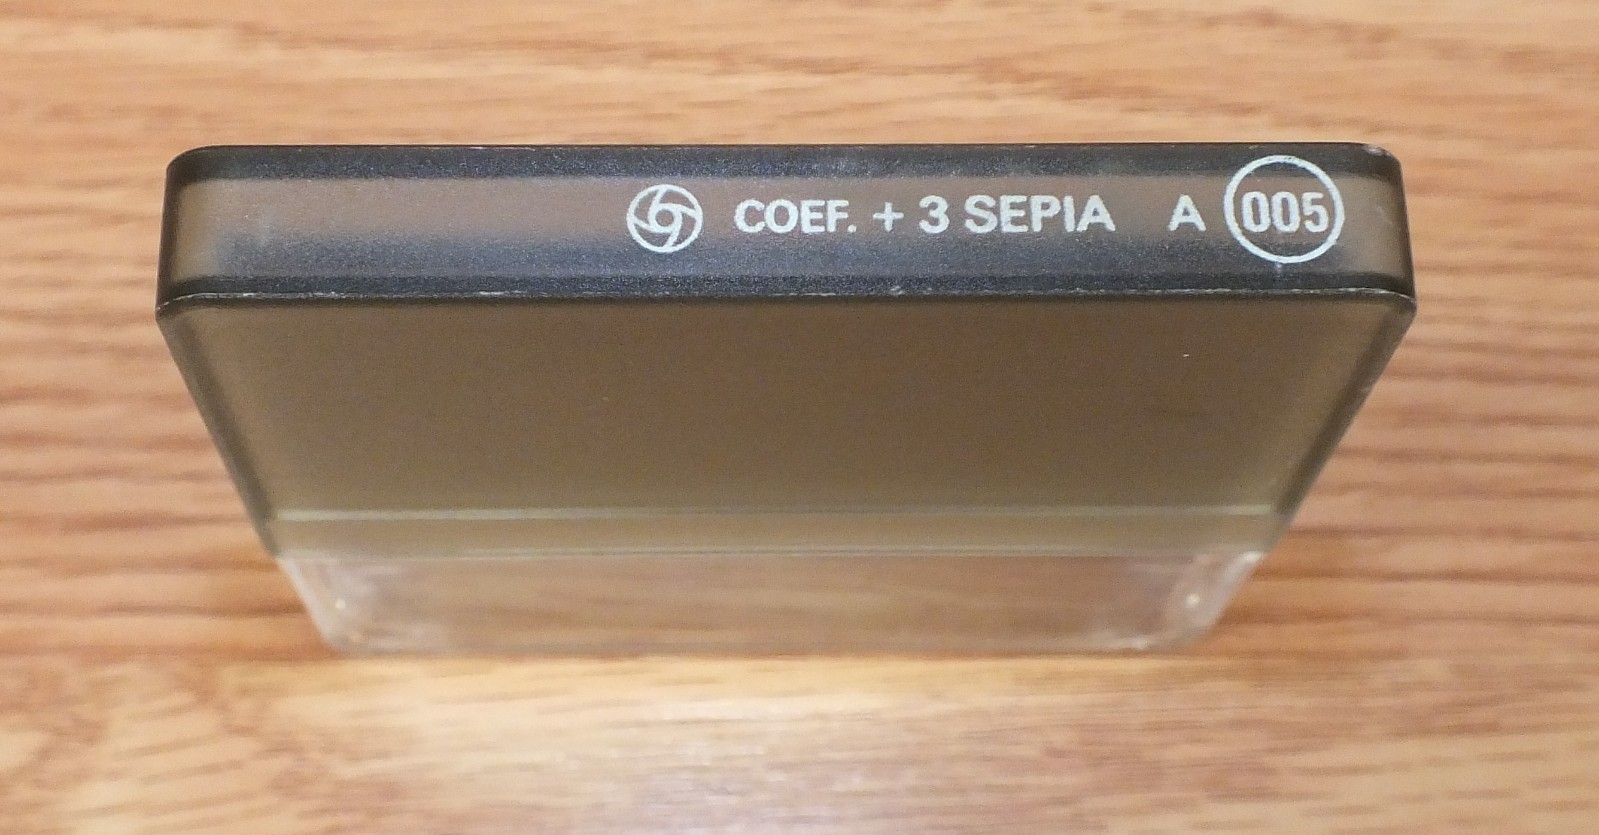 COEF. + 3 SEPIA A 005